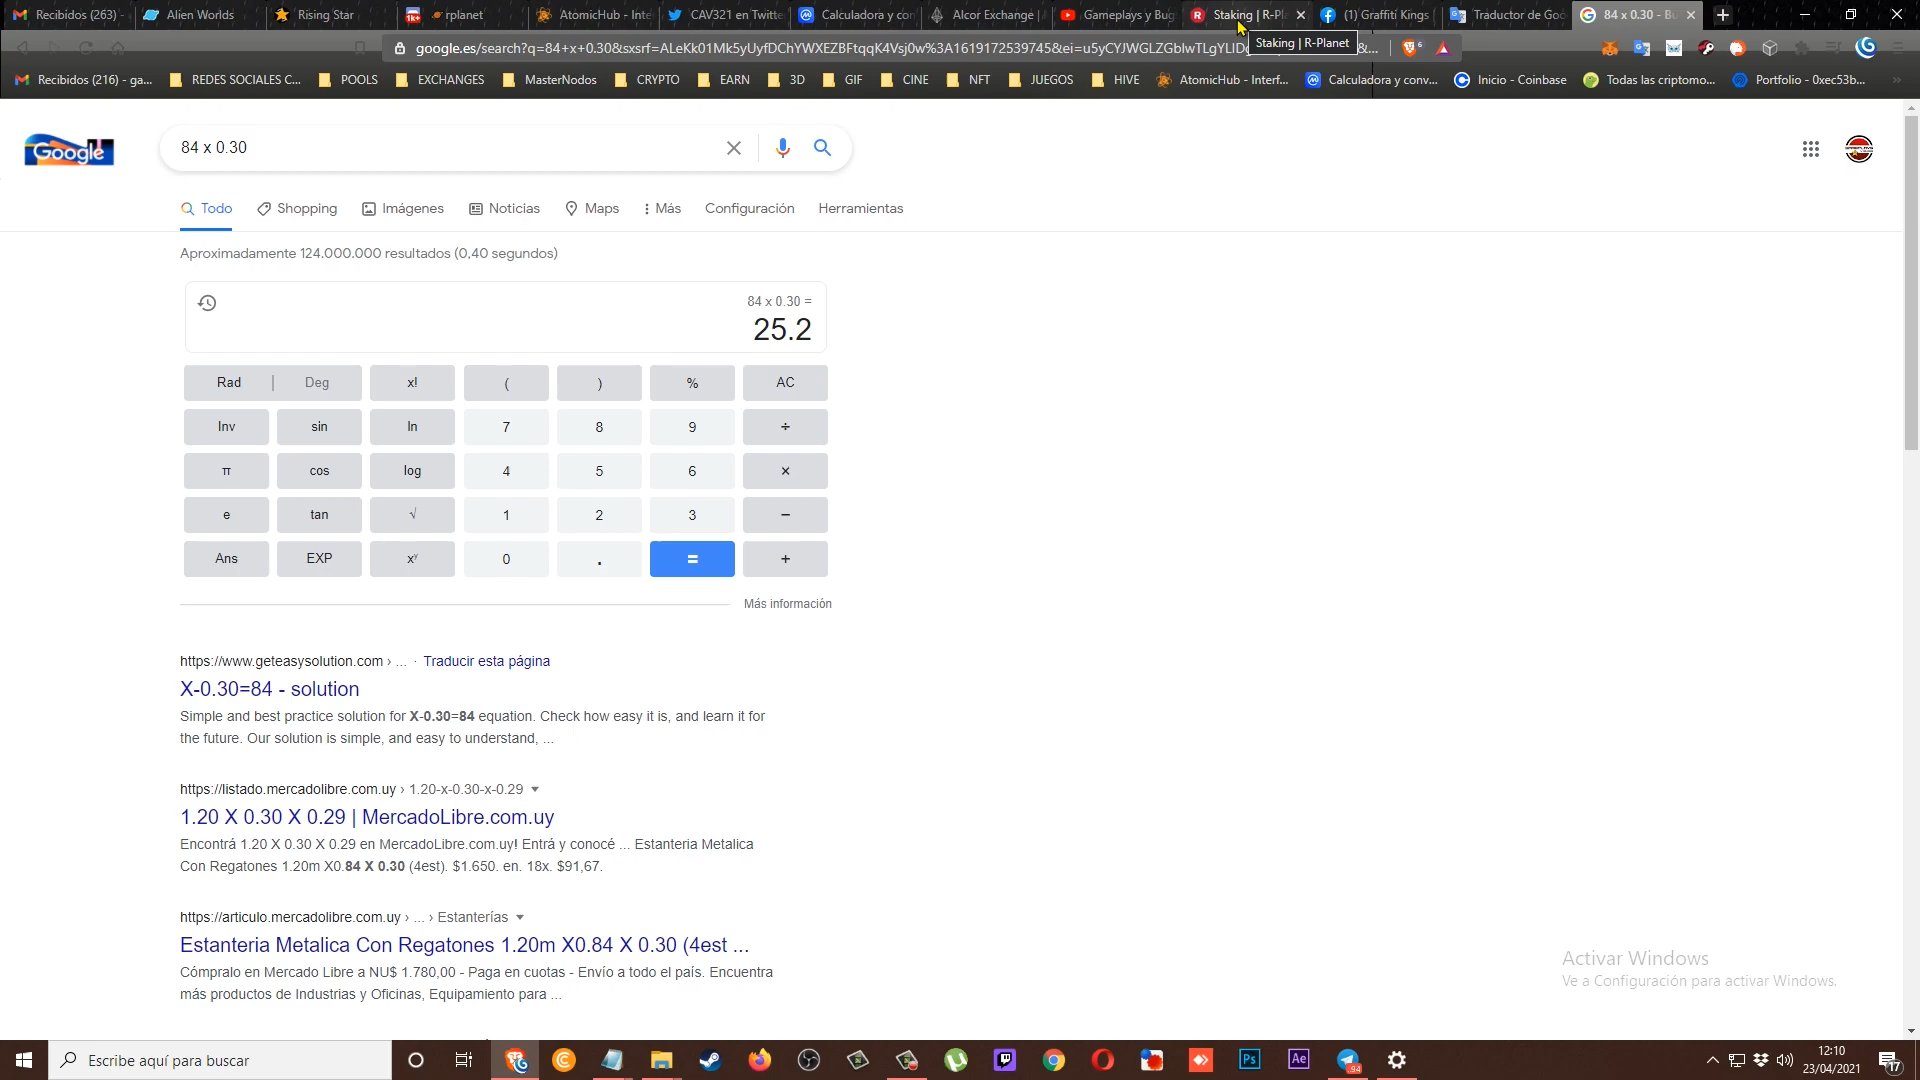 Recibidos (263) -
Alien Worlds
Rising Star
1k+ rplanet
AtomicHub - Inte
CAV321 en Twitte
Calculadora y con
Alcor Exchange |
Gameplays y Bug
Staking | R-Pl
(1) Graffiti Kings
Traductor de Goo
84 x 0.30 - Bu
google.es/search?q=84+x+0.30&sxsrf=ALeKk01Mk5yUyfDChYWXEZBFtqqK4Vsj0w%3A1619172539745&ei=u5yCYJWGLZGblwTLgYLIDg
Staking | R-Planet
Recibidos (216) - ga...
REDES SOCIALES C...
POOLS
EXCHANGES
MasterNodos
CRYPTO
EARN
3D
GIF
CINE
NFT
JUEGOS
HIVE
AtomicHub - Interf...
Calculadora y conv...
Inicio - Coinbase
Todas las criptomo...
Portfolio - 0xec53b...
Google
84 x 0.30
Todo
Shopping
Imágenes
Noticias
Maps
Más
Configuración
Herramientas
Aproximadamente 124.000.000 resultados (0,40 segundos)
84 x 0.30 =
25.2
Rad | Deg x! ( ) % AC
Inv sin ln 7 8 9 ÷
π cos log 4 5 6 ×
e tan √ 1 2 3 −
Ans EXP xʸ 0 . = +
Más información
https://www.geteasysolution.com › ... · Traducir esta página
X-0.30=84 - solution
Simple and best practice solution for X-0.30=84 equation. Check how easy it is, and learn it for
the future. Our solution is simple, and easy to understand, ...
https://listado.mercadolibre.com.uy › 1.20-x-0.30-x-0.29
1.20 X 0.30 X 0.29 | MercadoLibre.com.uy
Encontrá 1.20 X 0.30 X 0.29 en MercadoLibre.com.uy! Entrá y conocé ... Estanteria Metalica
Con Regatones 1.20m X0.84 X 0.30 (4est). $1.650. en. 18x. $91,67.
https://articulo.mercadolibre.com.uy › ... › Estanterías
Estanteria Metalica Con Regatones 1.20m X0.84 X 0.30 (4est ...
Cómpralo en Mercado Libre a NU$ 1.780,00 - Paga en cuotas - Envío a todo el país. Encuentra
más productos de Industrias y Oficinas, Equipamiento para ...
Activar Windows
Ve a Configuración para activar Windows.
Escribe aquí para buscar
Ps
Ae
94
12:10
23/04/2021
17